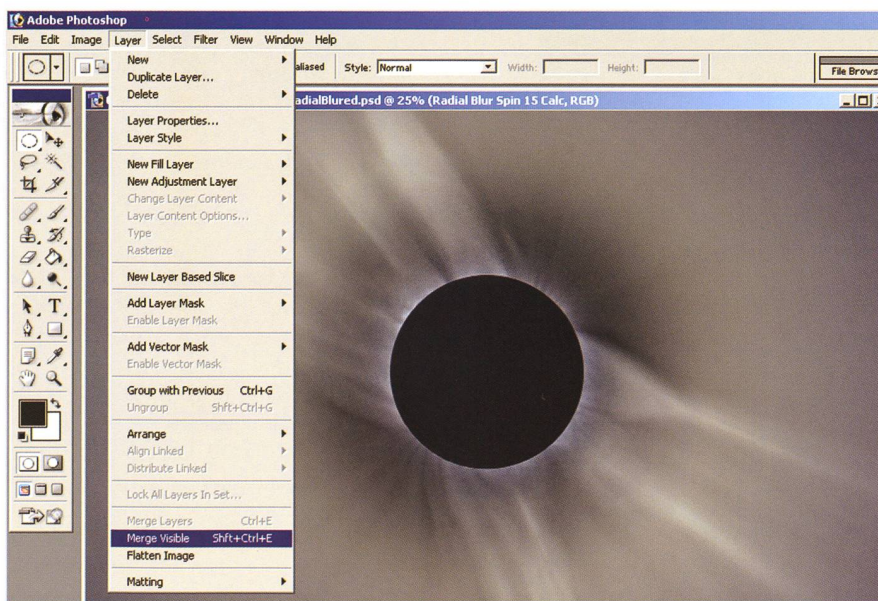 Adobe Photoshop
File Edit Image Layer Select Filter View Window Help
aliased Style: Normal Width: Height: File Brows
adialBlured.psd @ 25% (Radial Blur Spin 15 Calc, RGB)
New
Duplicate Layer...
Delete
Layer Properties...
Layer Style
New Fill Layer
New Adjustment Layer
Change Layer Content
Layer Content Options...
Type
Rasterize
New Layer Based Slice
Add Layer Mask
Enable Layer Mask
Add Vector Mask
Enable Vector Mask
Group with Previous Ctrl+G
Ungroup Shft+Ctrl+G
Arrange
Align Linked
Distribute Linked
Lock All Layers In Set...
Merge Layers Ctrl+E
Merge Visible Shft+Ctrl+E
Flatten Image
Matting